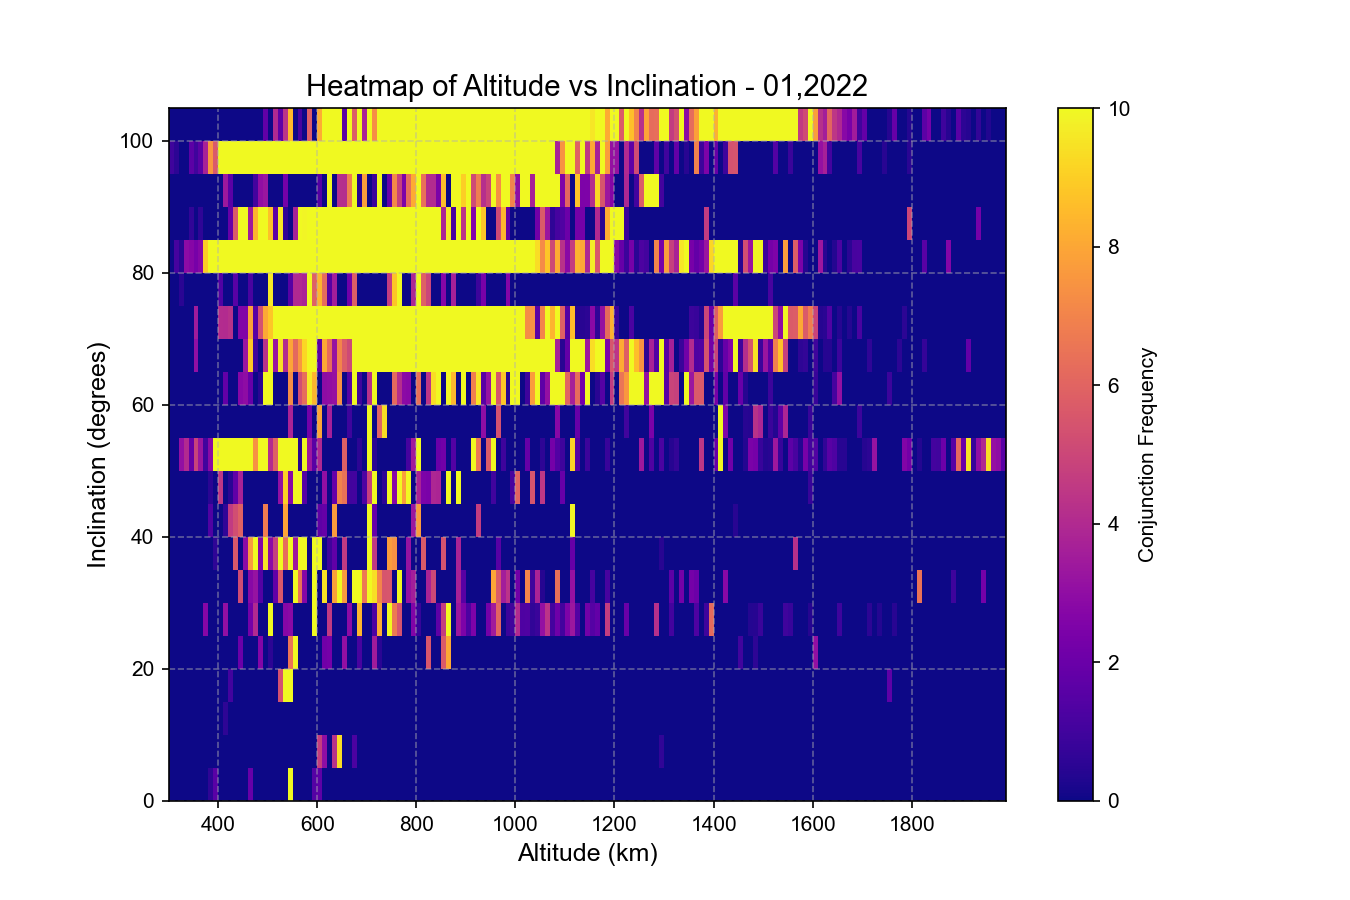 Heatmap of Altitude vs Inclination - 01,2022
Inclination (degrees)
100
80
60
40
20
0
400 600 800 1000 1200 1400 1600 1800
Altitude (km)
10
8
6
4
2
0
Conjunction Frequency